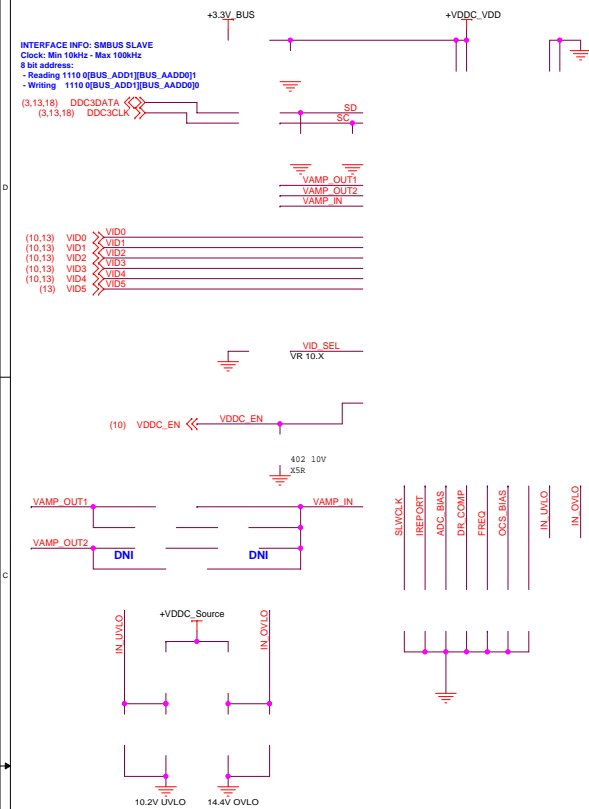 +3.3V_BUS
+VDDC_VDD
INTERFACE INFO: SMBUS SLAVE
Clock: Min 10kHz - Max 100kHz
8 bit address:
- Reading 1110 0[BUS_ADD1][BUS_AADD0]1
- Writing 1110 0[BUS_ADD1][BUS_AADD0]0
(3,13,18) DDC3DATA
(3,13,18) DDC3CLK
SD
SC
D
VAMP_OUT1
VAMP_OUT2
VAMP_IN
(10,13) VID0 VID0
(10,13) VID1 VID1
(10,13) VID2 VID2
(10,13) VID3 VID3
(10,13) VID4 VID4
(13) VID5 VID5
VID_SEL
VR 10.X
(10) VDDC_EN VDDC_EN
402 10V
X5R
VAMP_OUT1
VAMP_IN
VAMP_OUT2
DNI
DNI
SLWCLK
IREPORT
ADC_BIAS
DR_COMP
FREQ
OCS_BIAS
IN_UVLO
IN_OVLO
C
+VDDC_Source
IN_UVLO
IN_OVLO
10.2V UVLO
14.4V OVLO